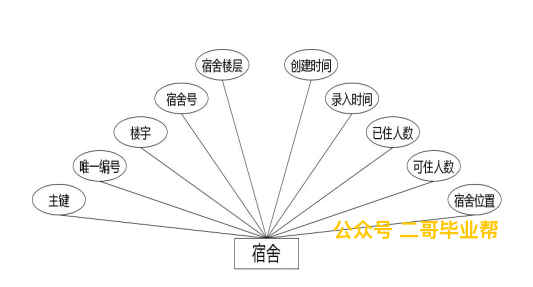 宿舍楼层
创建时间
宿舍号
录入时间
楼宇
已住人数
唯一编号
可住人数
主键
宿舍位置
公众号 二哥毕业帮
宿舍